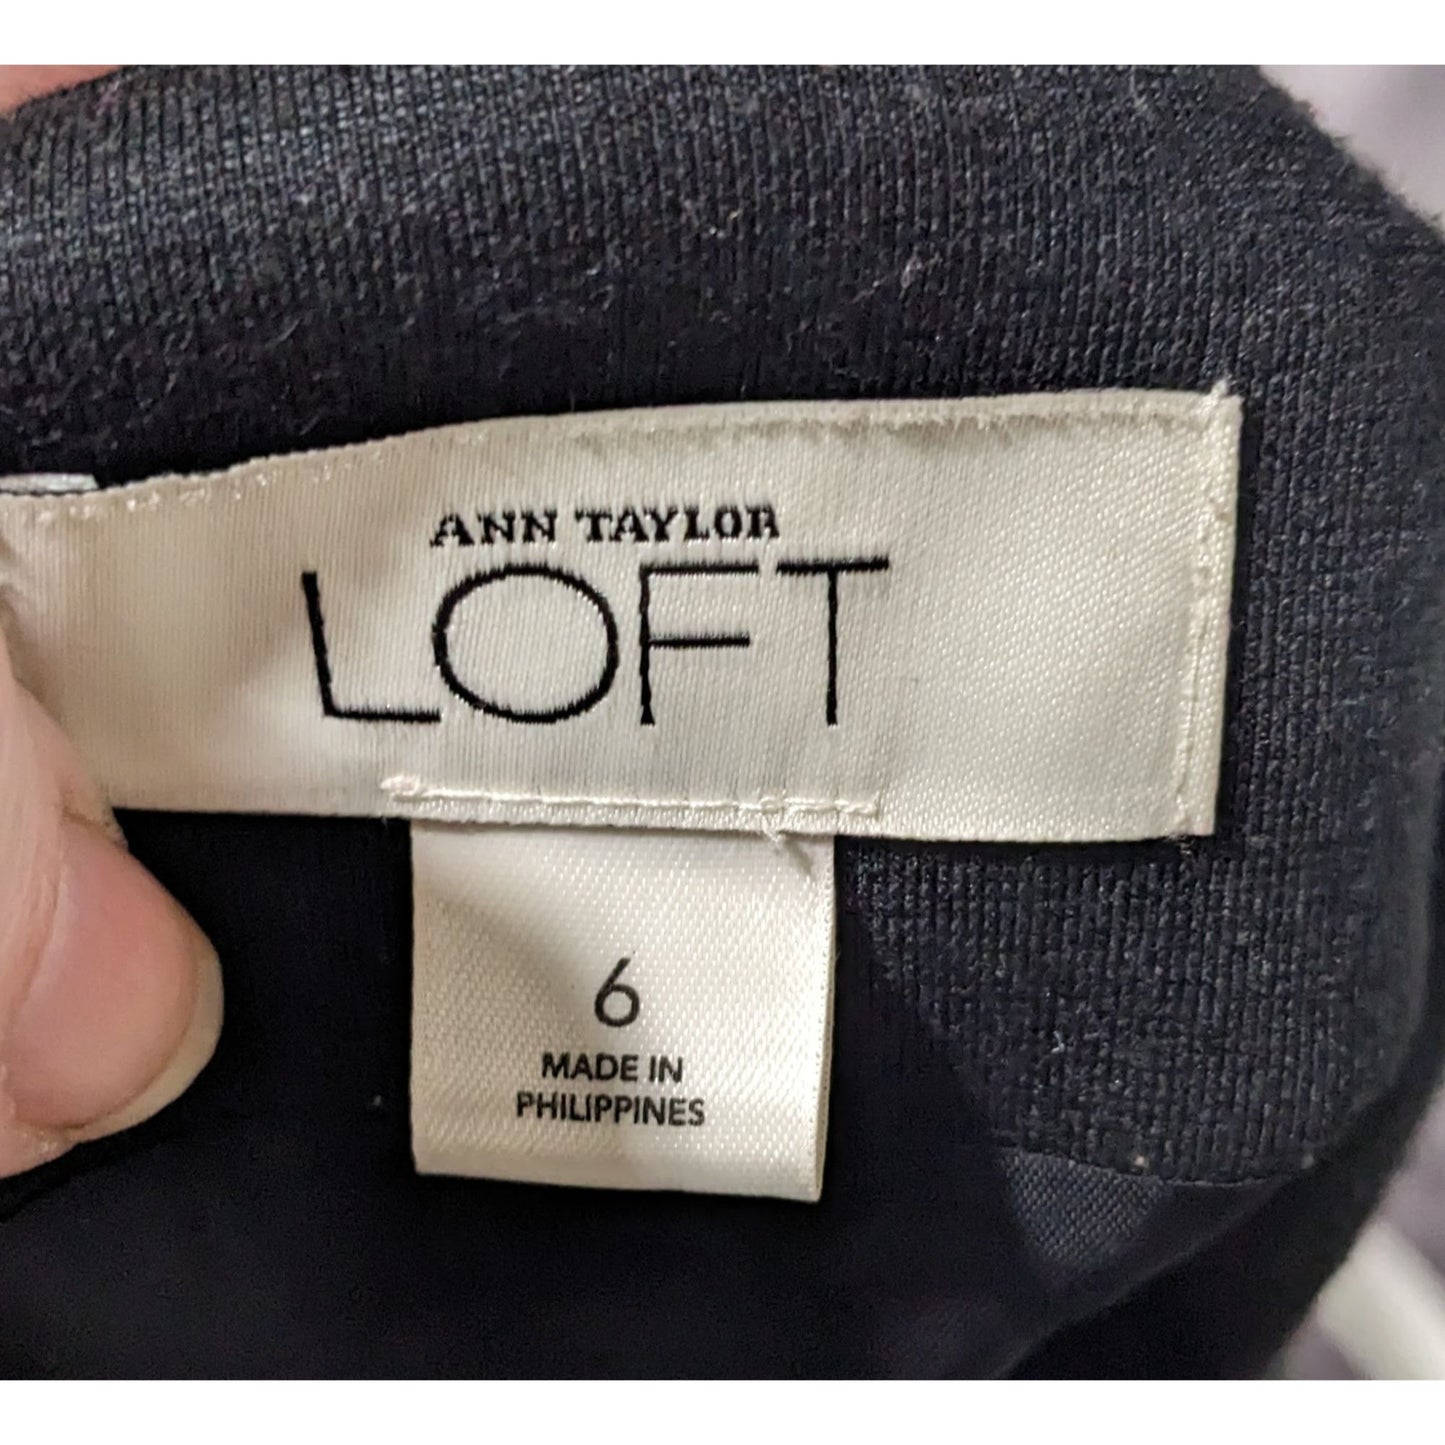 ANN TAYLOR
LOFT
6
MADE IN
PHILIPPINES